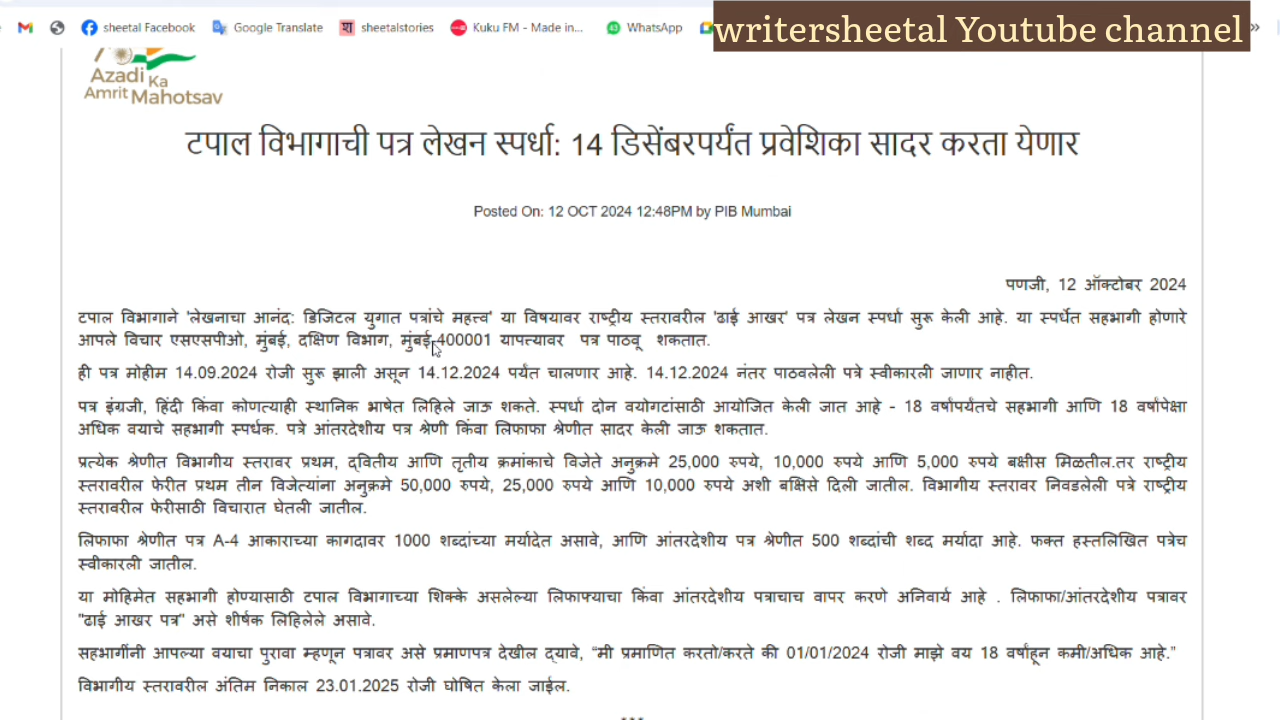 sheetal Facebook Google Translate श sheetalstories Kuku FM - Made in... WhatsApp writersheetal Youtube channel »
Azadi Ka
Amrit Mahotsav
टपाल विभागाची पत्र लेखन स्पर्धा: 14 डिसेंबरपर्यंत प्रवेशिका सादर करता येणार
Posted On: 12 OCT 2024 12:48PM by PIB Mumbai
पणजी, 12 ऑक्टोबर 2024
टपाल विभागाने 'लेखनाचा आनंद: डिजिटल युगात पत्रांचे महत्त्व' या विषयावर राष्ट्रीय स्तरावरील 'ढाई आखर' पत्र लेखन स्पर्धा सुरू केली आहे. या स्पर्धेत सहभागी होणारे
आपले विचार एसएसपीओ, मुंबई, दक्षिण विभाग, मुंबई-400001 यापत्त्यावर पत्र पाठवू शकतात.
ही पत्र मोहीम 14.09.2024 रोजी सुरू झाली असून 14.12.2024 पर्यंत चालणार आहे. 14.12.2024 नंतर पाठवलेली पत्रे स्वीकारली जाणार नाहीत.
पत्र इंग्रजी, हिंदी किंवा कोणत्याही स्थानिक भाषेत लिहिले जाऊ शकते. स्पर्धा दोन वयोगटांसाठी आयोजित केली जात आहे - 18 वर्षांपर्यंतचे सहभागी आणि 18 वर्षांपेक्षा
अधिक वयाचे सहभागी स्पर्धक. पत्रे आंतरदेशीय पत्र श्रेणी किंवा लिफाफा श्रेणीत सादर केली जाऊ शकतात.
प्रत्येक श्रेणीत विभागीय स्तरावर प्रथम, द्वितीय आणि तृतीय क्रमांकाचे विजेते अनुक्रमे 25,000 रुपये, 10,000 रुपये आणि 5,000 रुपये बक्षीस मिळतील.तर राष्ट्रीय
स्तरावरील फेरीत प्रथम तीन विजेत्यांना अनुक्रमे 50,000 रुपये, 25,000 रुपये आणि 10,000 रुपये अशी बक्षिसे दिली जातील. विभागीय स्तरावर निवडलेली पत्रे राष्ट्रीय
स्तरावरील फेरीसाठी विचारात घेतली जातील.
लिफाफा श्रेणीत पत्र A-4 आकाराच्या कागदावर 1000 शब्दांच्या मर्यादेत असावे, आणि आंतरदेशीय पत्र श्रेणीत 500 शब्दांची शब्द मर्यादा आहे. फक्त हस्तलिखित पत्रेच
स्वीकारली जातील.
या मोहिमेत सहभागी होण्यासाठी टपाल विभागाच्या शिक्के असलेल्या लिफाफ्याचा किंवा आंतरदेशीय पत्राचाच वापर करणे अनिवार्य आहे . लिफाफा/आंतरदेशीय पत्रावर
"ढाई आखर पत्र" असे शीर्षक लिहिलेले असावे.
सहभागींनी आपल्या वयाचा पुरावा म्हणून पत्रावर असे प्रमाणपत्र देखील द्यावे, “मी प्रमाणित करतो/करते की 01/01/2024 रोजी माझे वय 18 वर्षांहून कमी/अधिक आहे.”
विभागीय स्तरावरील अंतिम निकाल 23.01.2025 रोजी घोषित केला जाईल.
***